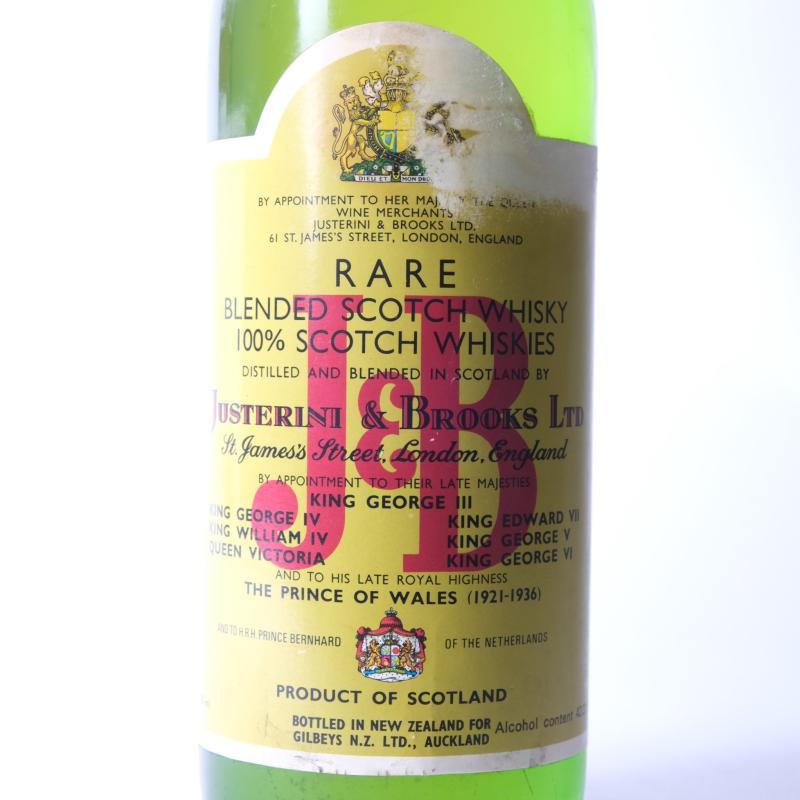 DIEU ET MON DRO
BY APPOINTMENT TO HER MAJ THE QUEEN
WINE MERCHANTS
JUSTERINI & BROOKS LTD.
61 ST. JAMES'S STREET, LONDON, ENGLAND
RARE
BLENDED SCOTCH WHISKY
100% SCOTCH WHISKIES
J&B
DISTILLED AND BLENDED IN SCOTLAND BY
JUSTERINI & BROOKS LTD
St. James's Street, London, England
BY APPOINTMENT TO THEIR LATE MAJESTIES
KING GEORGE III
KING GEORGE IV KING EDWARD VII
KING WILLIAM IV KING GEORGE V
QUEEN VICTORIA KING GEORGE VI
AND TO HIS LATE ROYAL HIGHNESS
THE PRINCE OF WALES (1921-1936)
AND TO H.R.H. PRINCE BERNHARD OF THE NETHERLANDS
PRODUCT OF SCOTLAND
BOTTLED IN NEW ZEALAND FOR Alcohol content
GILBEYS N.Z. LTD., AUCKLAND